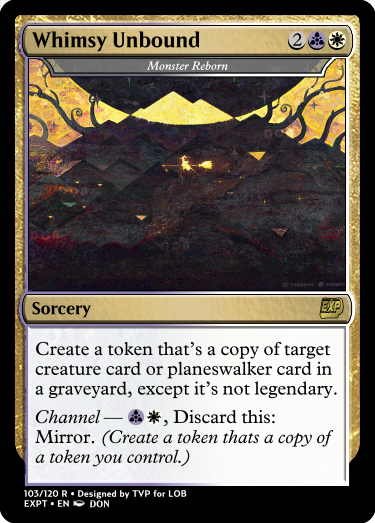 Whimsy Unbound 2
Monster Reborn
Sorcery
EXP
Create a token that's a copy of target
creature card or planeswalker card in
a graveyard, except it's not legendary.
Channel — , Discard this:
Mirror. (Create a token thats a copy of
a token you control.)
103/120 R • Designed by TVP for LOB
EXPT • EN DON